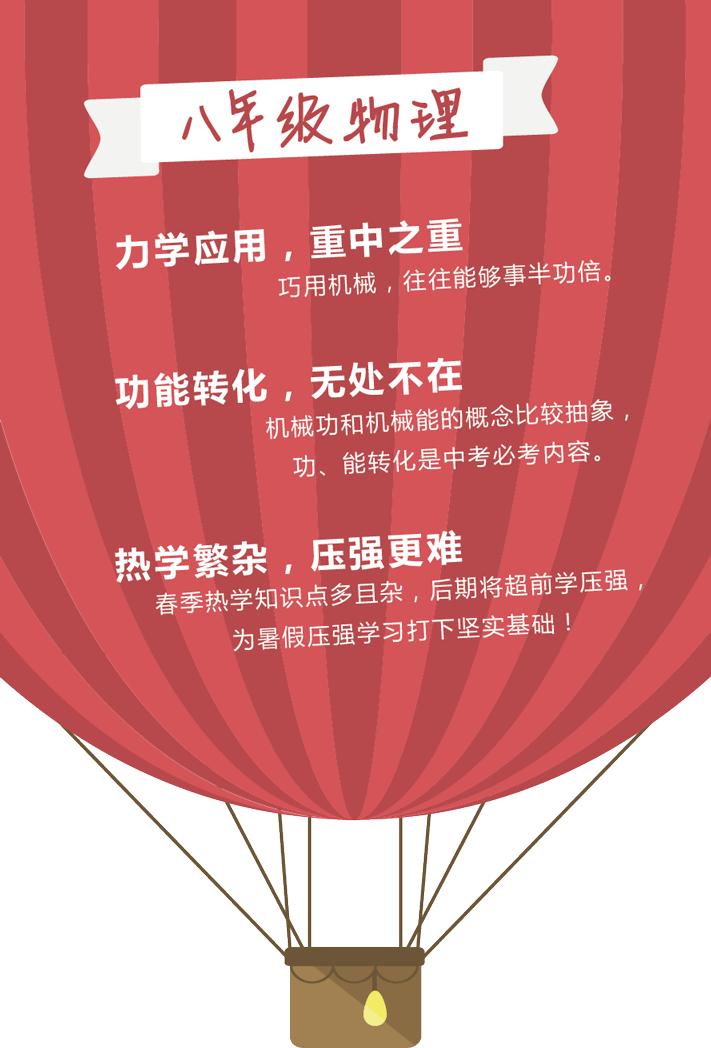 八年级物理
力学应用，重中之重
巧用机械，往往能够事半功倍。
功能转化，无处不在
机械功和机械能的概念比较抽象，
功、能转化是中考必考内容。
热学繁杂，压强更难
春季热学知识点多且杂，后期将超前学压强，
为暑假压强学习打下坚实基础！